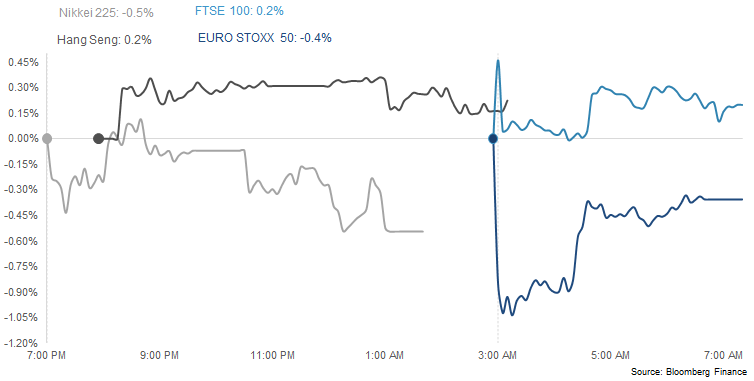 Nikkei 225: -0.5%
FTSE 100: 0.2%
Hang Seng: 0.2%
EURO STOXX 50: -0.4%
0.45%
0.30%
0.15%
0.00%
-0.15%
-0.30%
-0.45%
-0.60%
-0.75%
-0.90%
-1.05%
-1.20%
7:00 PM 9:00 PM 11:00 PM 1:00 AM 3:00 AM 5:00 AM 7:00 AM
Source: Bloomberg Finance